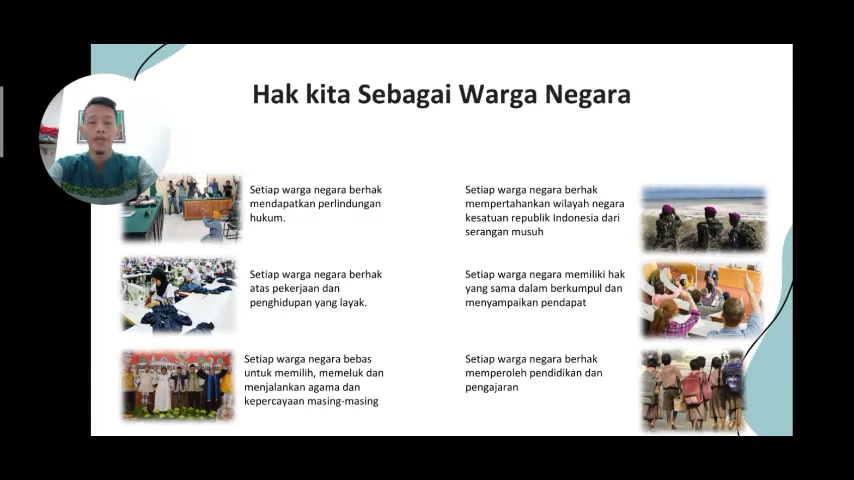 Hak kita Sebagai Warga Negara
Setiap warga negara berhak
mendapatkan perlindungan
hukum.
Setiap warga negara berhak
atas pekerjaan dan
penghidupan yang layak.
Setiap warga negara bebas
untuk memilih, memeluk dan
menjalankan agama dan
kepercayaan masing-masing
Setiap warga negara berhak
mempertahankan wilayah negara
kesatuan republik Indonesia dari
serangan musuh
Setiap warga negara memiliki hak
yang sama dalam berkumpul dan
menyampaikan pendapat
Setiap warga negara berhak
memperoleh pendidikan dan
pengajaran